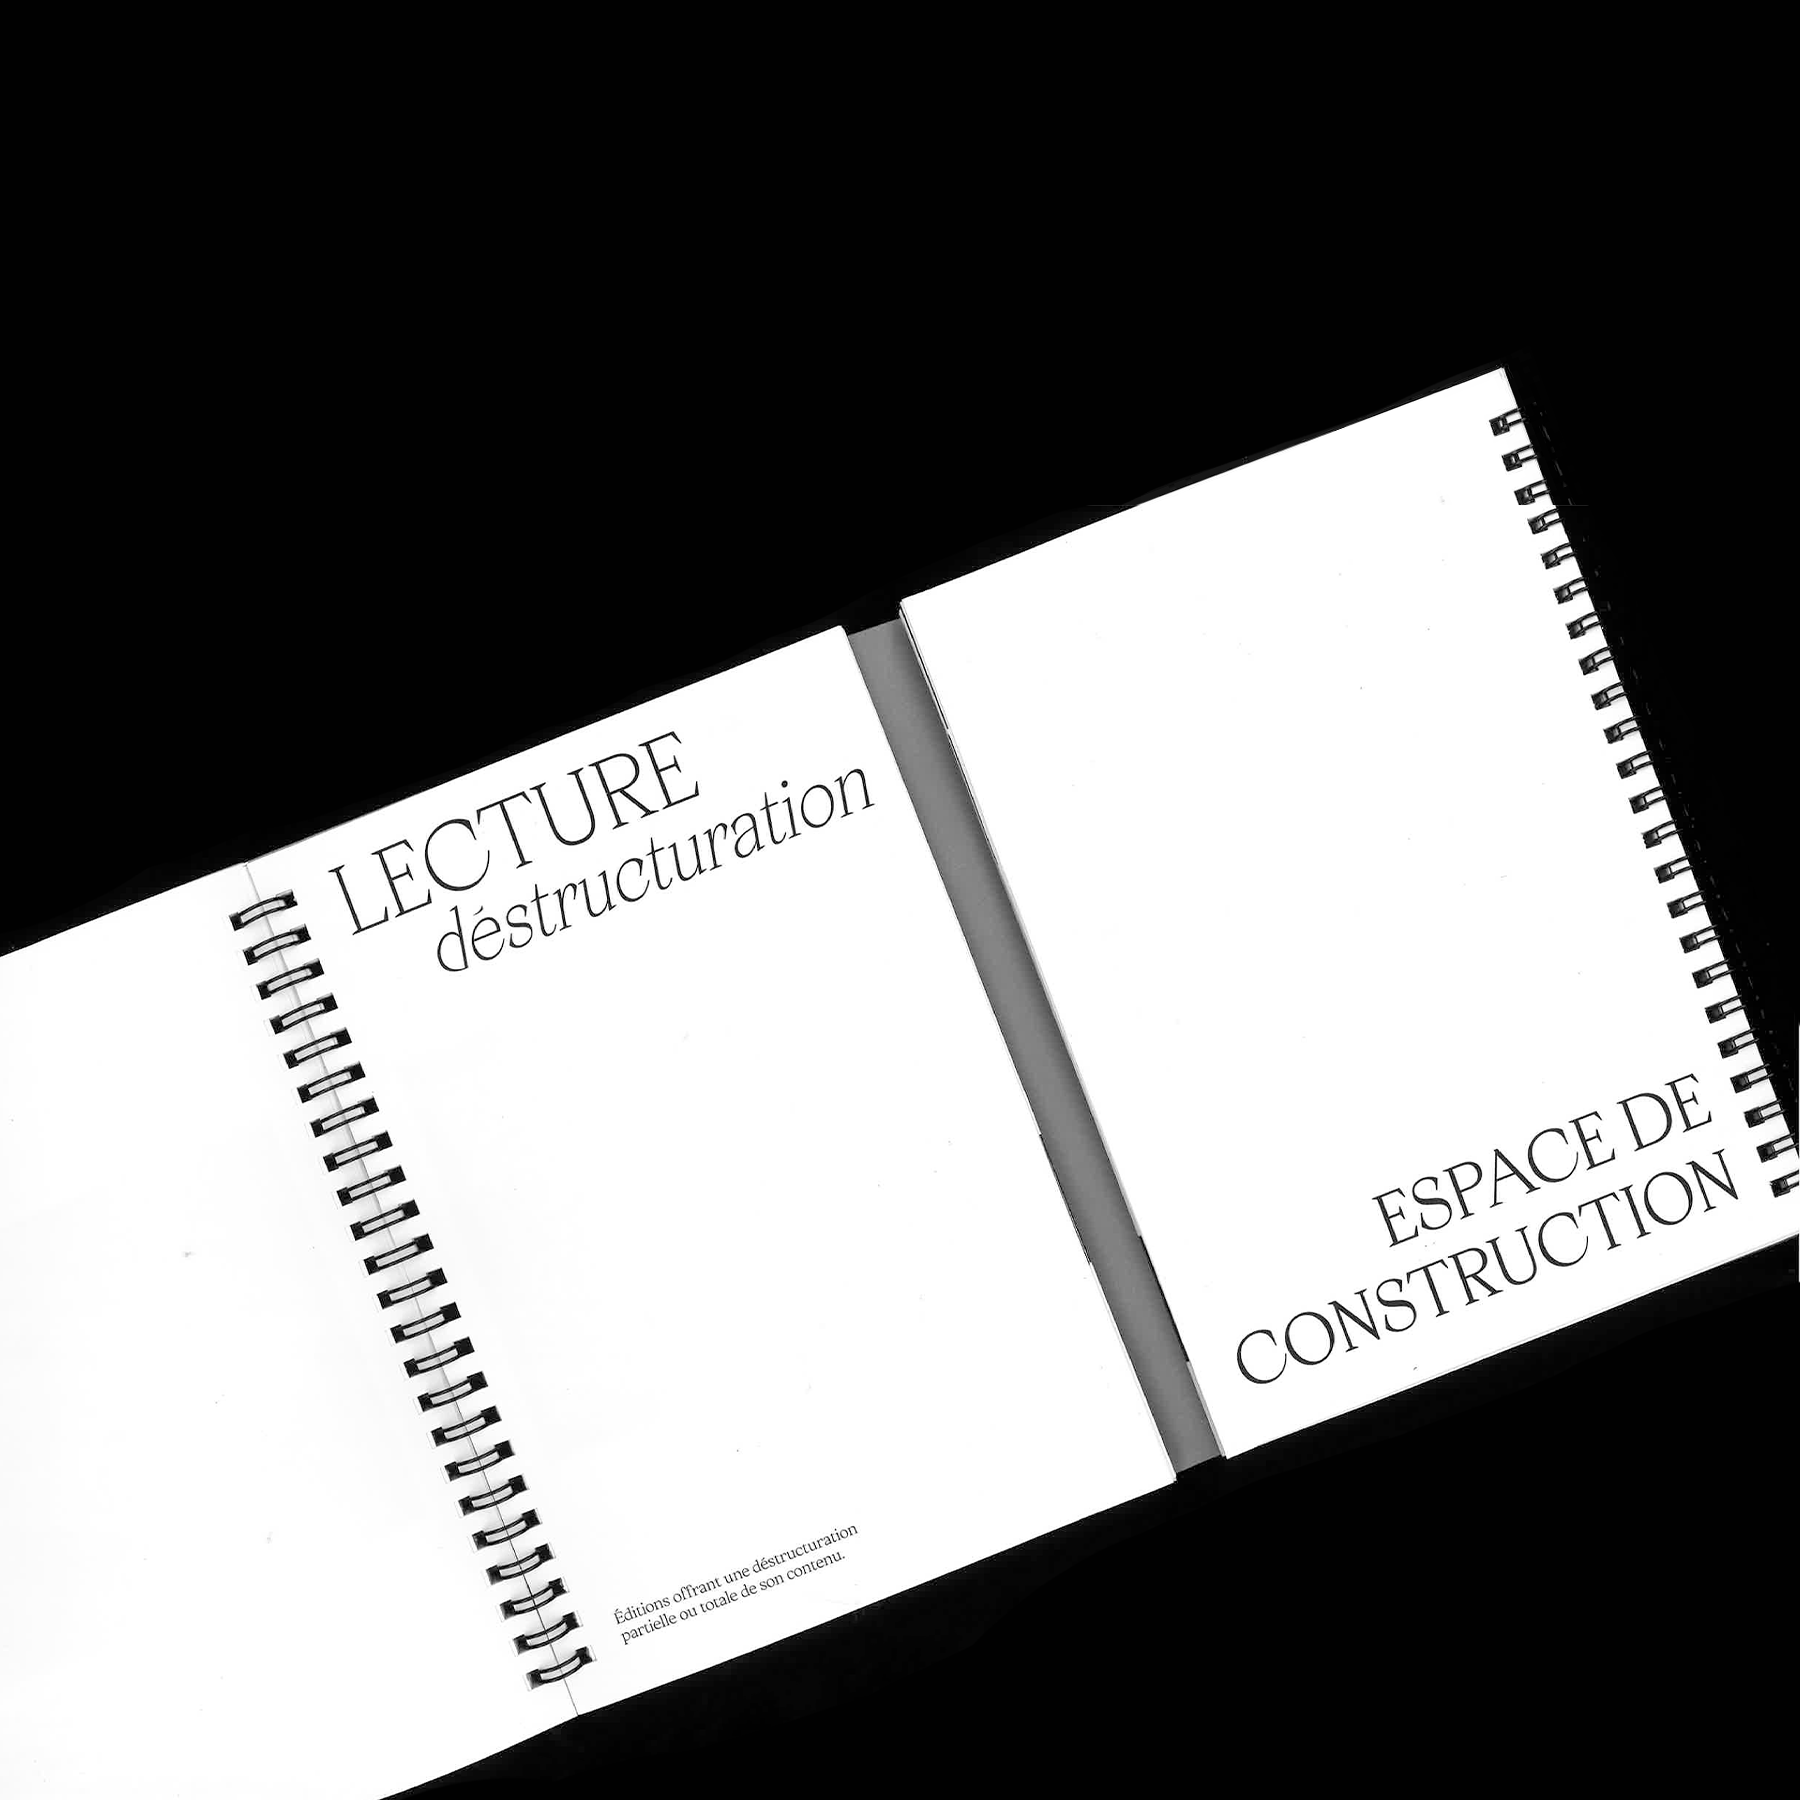 LECTURE
déstructuration
Éditions offrant une déstructuration
partielle ou totale de son contenu.
ESPACE DE
CONSTRUCTION